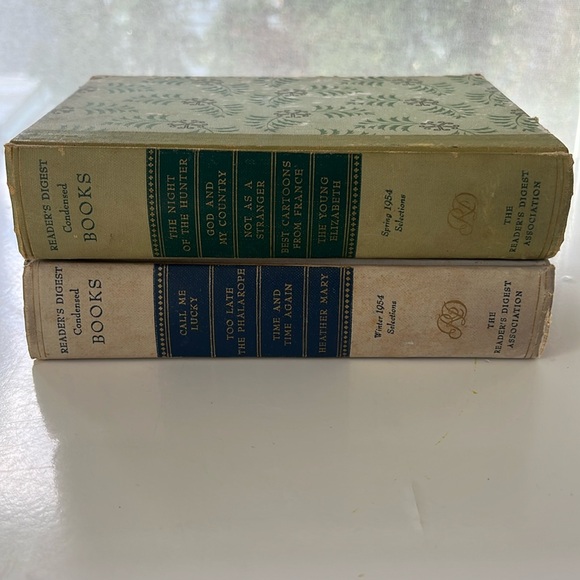 READER'S DIGEST
Condensed
BOOKS
THE NIGHT
OF THE HUNTER
GOD AND
MY COUNTRY
NOT AS A
STRANGER
BEST CARTOONS
FROM FRANCE
THE YOUNG
ELIZABETH
Spring 1954
Selections
RD
THE
READER'S DIGEST
ASSOCIATION
READER'S DIGEST
Condensed
BOOKS
CALL ME
LUCKY
TOO LATE
THE PHALAROPE
TIME AND
TIME AGAIN
HEATHER MARY
Winter 1954
Selections
RD
THE
READER'S DIGEST
ASSOCIATION